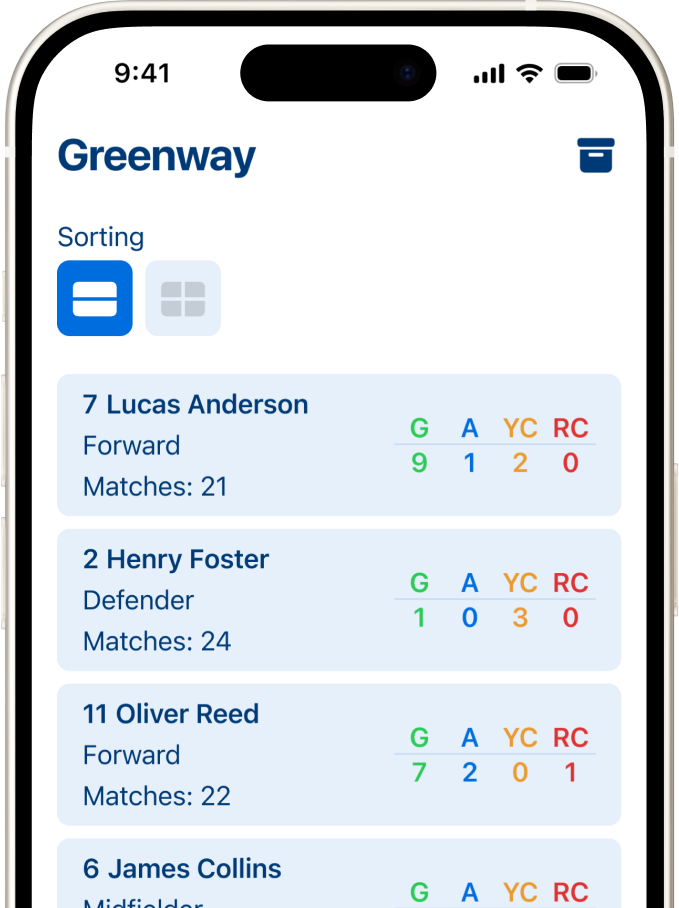 9:41
Greenway
Sorting
7 Lucas Anderson
Forward
Matches: 21
G A YC RC
9 1 2 0
2 Henry Foster
Defender
Matches: 24
G A YC RC
1 0 3 0
11 Oliver Reed
Forward
Matches: 22
G A YC RC
7 2 0 1
6 James Collins
Midfielder
G A YC RC